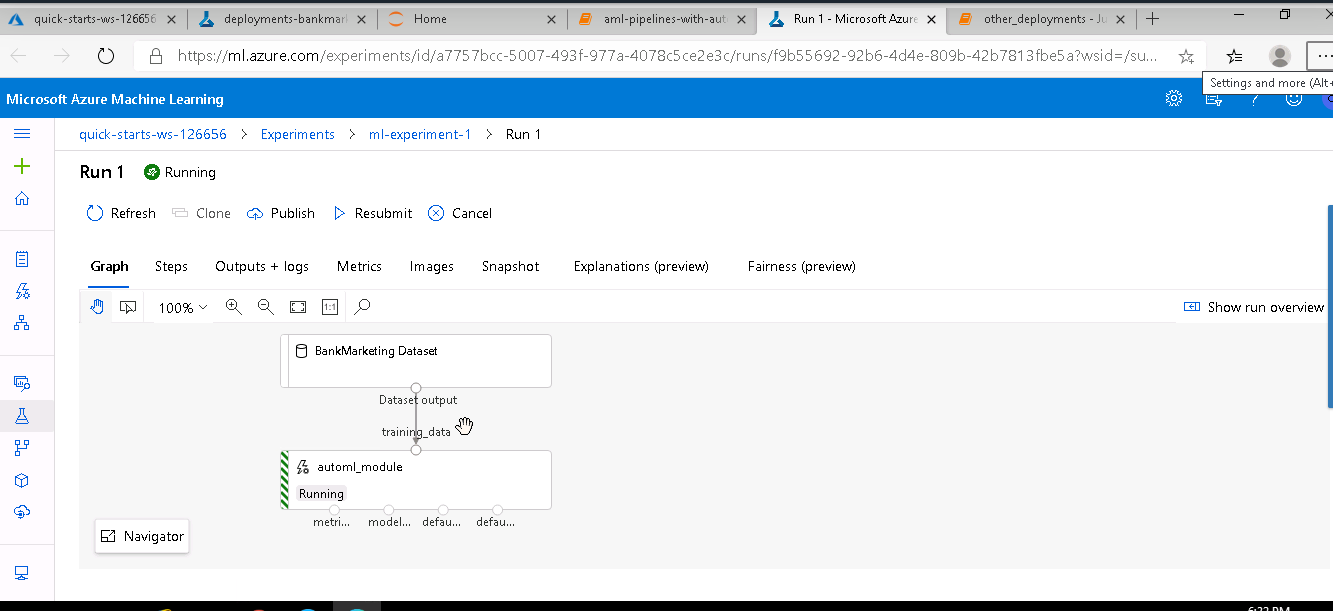 quick-starts-ws-126656
deployments-bankmar
Home
aml-pipelines-with-aut
Run 1 - Microsoft Azure
other_deployments - Ju
https://ml.azure.com/experiments/id/a7757bcc-5007-493f-977a-4078c5ce2e3c/runs/f9b55692-92b6-4d4e-809b-42b7813fbe5a?wsid=/su...
Settings and more (Alt+
Microsoft Azure Machine Learning
quick-starts-ws-126656 > Experiments > ml-experiment-1 > Run 1
Run 1 Running
Refresh Clone Publish Resubmit Cancel
Graph Steps Outputs + logs Metrics Images Snapshot Explanations (preview) Fairness (preview)
100% 1:1 Show run overview
BankMarketing Dataset
Dataset output
training_data
automl_module
Running
metri... model... defau... defau...
Navigator